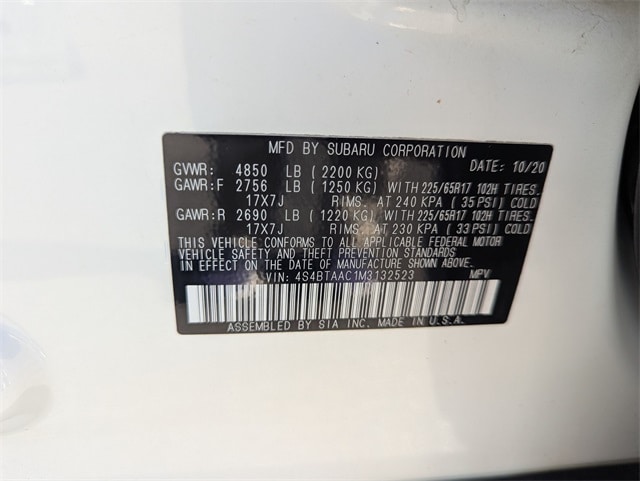 MFD BY SUBARU CORPORATION
GVWR: 4850 LB (2200 KG) DATE: 10/20
GAWR:F 2756 LB (1250 KG) WITH 225/65R17 102H TIRES.
17X7J RIMS. AT 240 KPA (35 PSI) COLD
GAWR:R 2690 LB (1220 KG) WITH 225/65R17 102H TIRES.
17X7J RIMS. AT 230 KPA (33 PSI) COLD
THIS VEHICLE CONFORMS TO ALL APPLICABLE FEDERAL MOTOR
VEHICLE SAFETY AND THEFT PREVENTION STANDARDS
IN EFFECT ON THE DATE OF MANUFACTURE SHOWN ABOVE.
VIN: 4S4BTAAC1M3132523 MPV
ASSEMBLED BY SIA INC. MADE IN U.S.A.